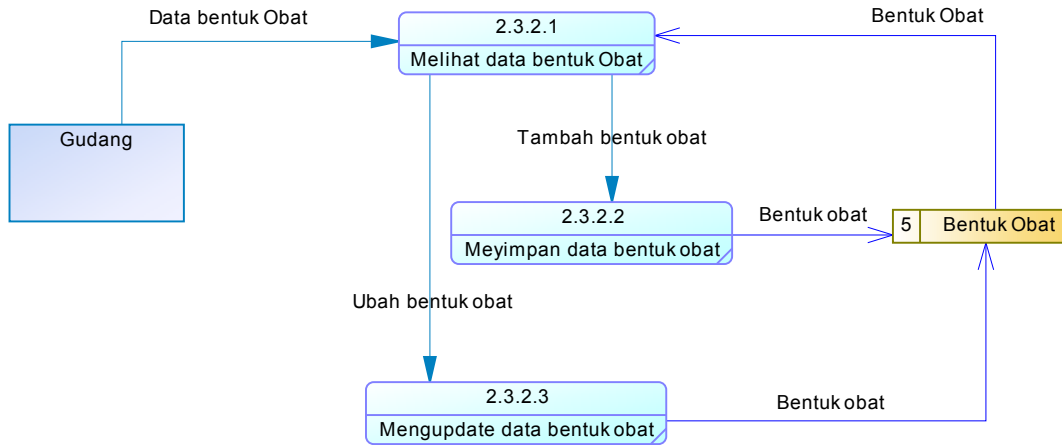 Data bentuk Obat
Bentuk Obat
2.3.2.1
Melihat data bentuk Obat
Gudang
Tambah bentuk obat
2.3.2.2
Meyimpan data bentuk obat
Bentuk obat
5 Bentuk Obat
Ubah bentuk obat
2.3.2.3
Mengupdate data bentuk obat
Bentuk obat